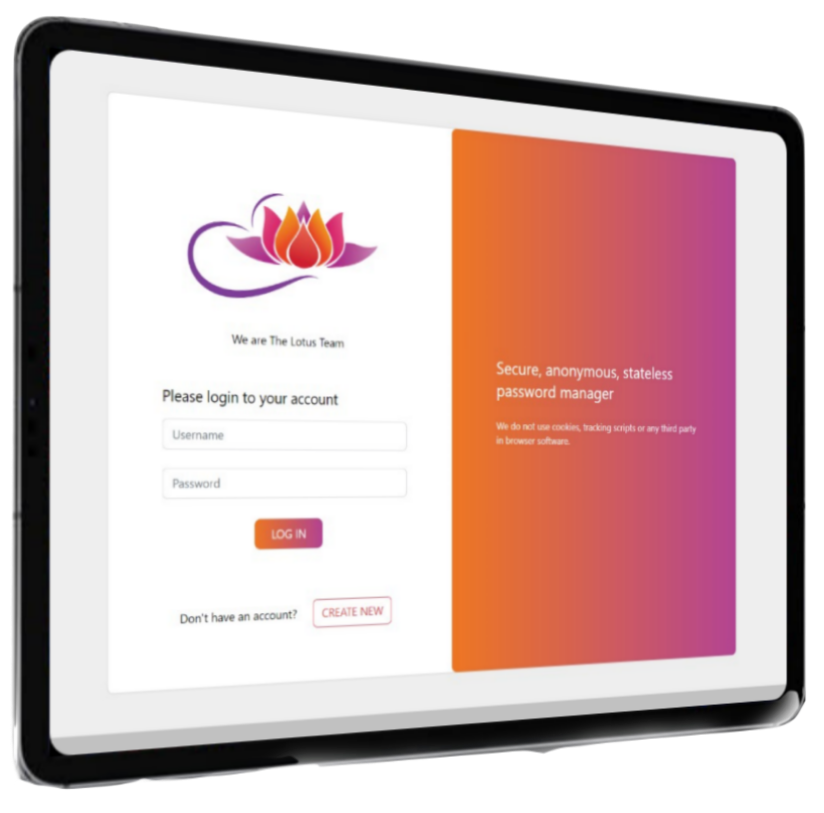 We are The Lotus Team
Please login to your account
Username
Password
LOG IN
Don't have an account?
CREATE NEW
Secure, anonymous, stateless
password manager
We do not use cookies, tracking scripts or any third party
in browser software.